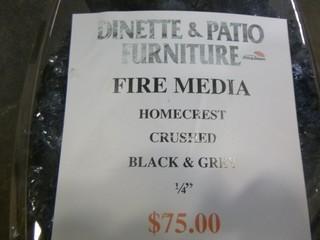 DINETTE & PATIO
FURNITURE
FIRE MEDIA
HOMECREST
CRUSHED
BLACK & GREY
¼”
$75.00